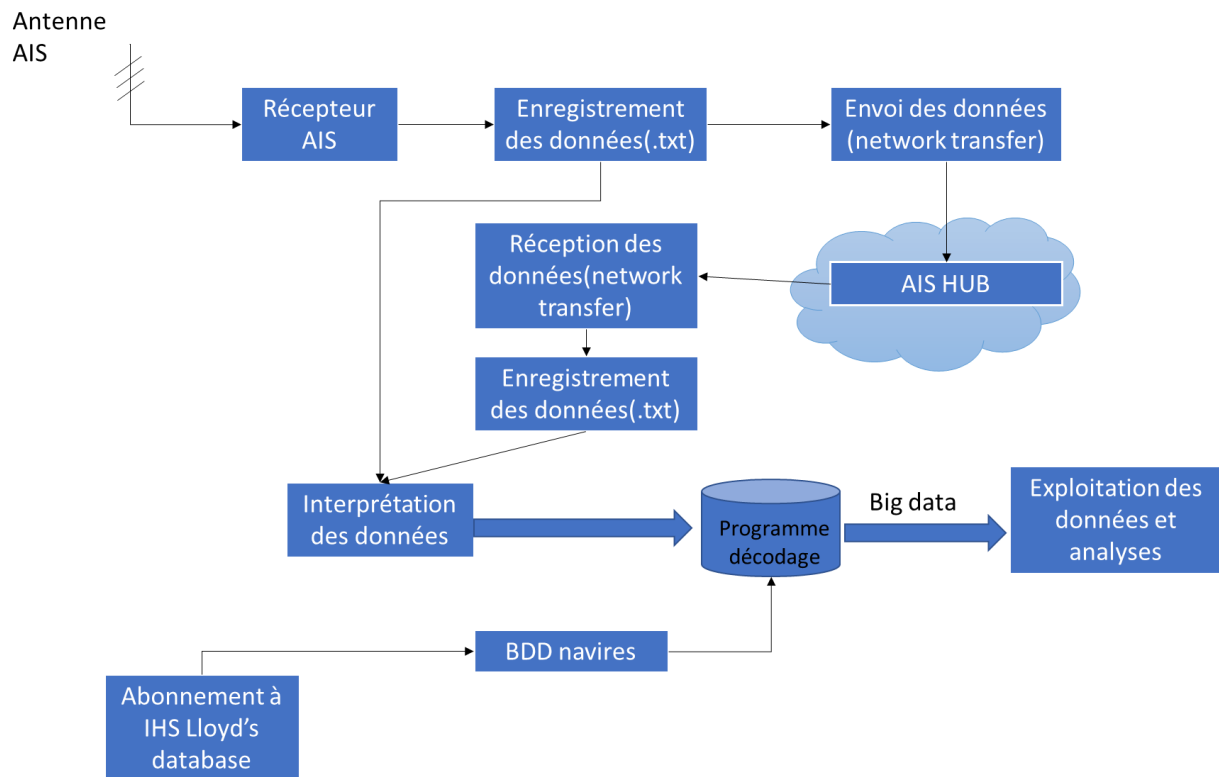 Antenne
AIS
Récepteur
AIS
Enregistrement
des données(.txt)
Envoi des données
(network transfer)
Réception des
données(network
transfer)
AIS HUB
Enregistrement
des données(.txt)
Interprétation
des données
Programme
décodage
Big data
Exploitation des
données et
analyses
BDD navires
Abonnement à
IHS Lloyd’s
database